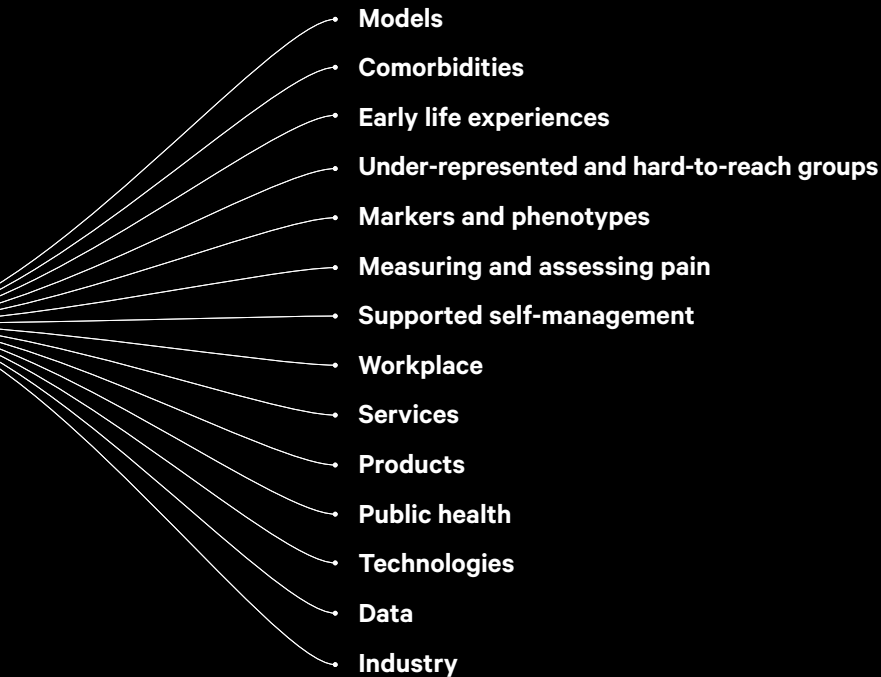 Models
Comorbidities
Early life experiences
Under-represented and hard-to-reach groups
Markers and phenotypes
Measuring and assessing pain
Supported self-management
Workplace
Services
Products
Public health
Technologies
Data
Industry